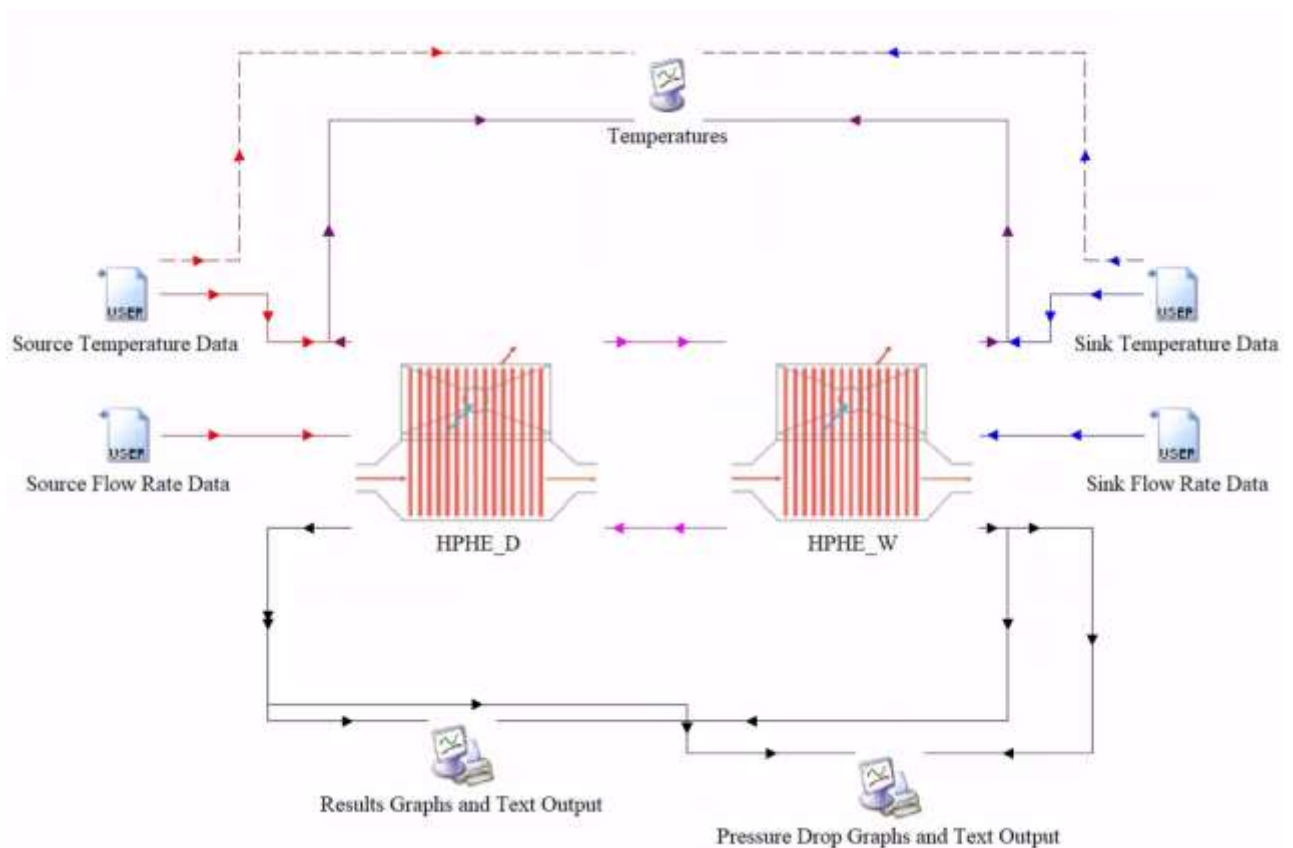 Temperatures
USER
USER
Source Temperature Data
Sink Temperature Data
USER
USER
Source Flow Rate Data
Sink Flow Rate Data
HPHE_D
HPHE_W
Results Graphs and Text Output
Pressure Drop Graphs and Text Output